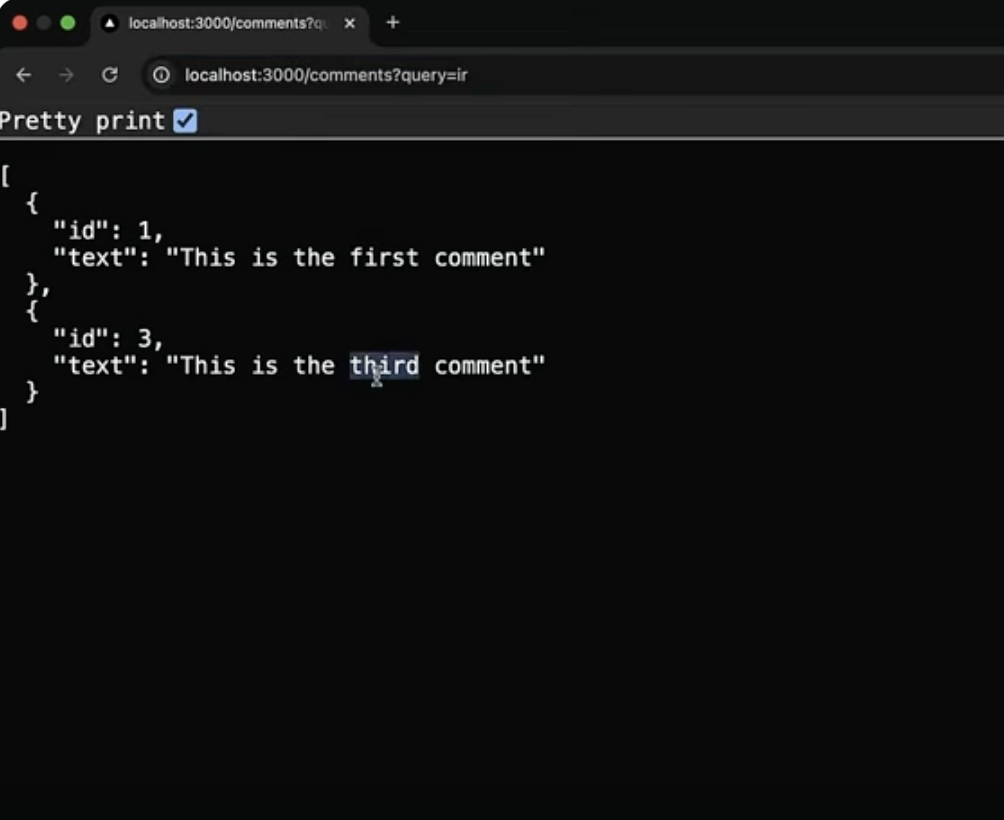 localhost:3000/comments?qu
localhost:3000/comments?query=ir
Pretty print
[
  {
    "id": 1,
    "text": "This is the first comment"
  },
  {
    "id": 3,
    "text": "This is the third comment"
  }
]